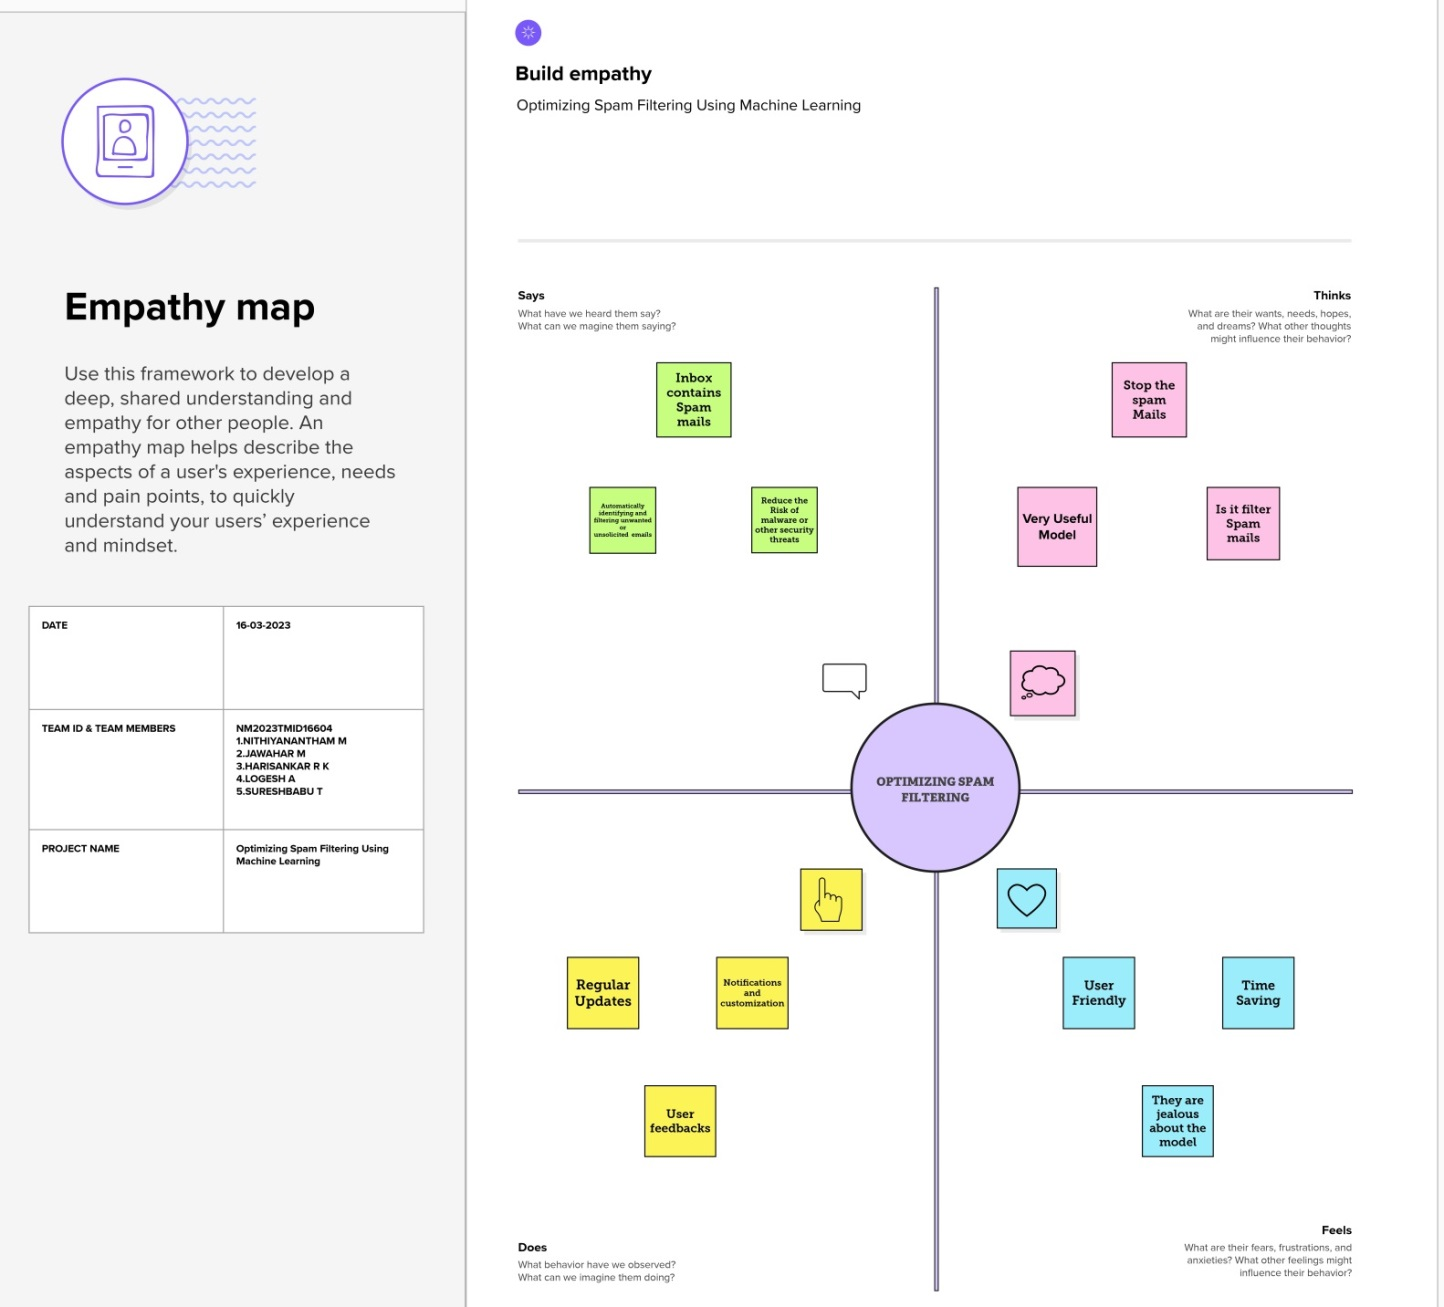 Empathy map
Use this framework to develop a
deep, shared understanding and
empathy for other people. An
empathy map helps describe the
aspects of a user's experience, needs
and pain points, to quickly
understand your users’ experience
and mindset.
DATE
16-03-2023
TEAM ID & TEAM MEMBERS
NM2023TMID16604
1.NITHIYANANTHAM M
2.JAWAHAR M
3.HARISANKAR R K
4.LOGESH A
5.SURESHBABU T
PROJECT NAME
Optimizing Spam Filtering Using
Machine Learning
Build empathy
Optimizing Spam Filtering Using Machine Learning
Says
What have we heard them say?
What can we magine them saying?
Inbox
contains
Spam
mails
Automatically
identifying and
filtering unwanted
or
unsolicited emails
Reduce the
Risk of
malware or
other security
threats
Thinks
What are their wants, needs, hopes,
and dreams? What other thoughts
might influence their behavior?
Stop the
spam
Mails
Very Useful
Model
Is it filter
Spam
mails
OPTIMIZING SPAM
FILTERING
Regular
Updates
Notifications
and
customization
User
feedbacks
Does
What behavior have we observed?
What can we imagine them doing?
User
Friendly
Time
Saving
They are
jealous
about the
model
Feels
What are their fears, frustrations, and
anxieties? What other feelings might
influence their behavior?